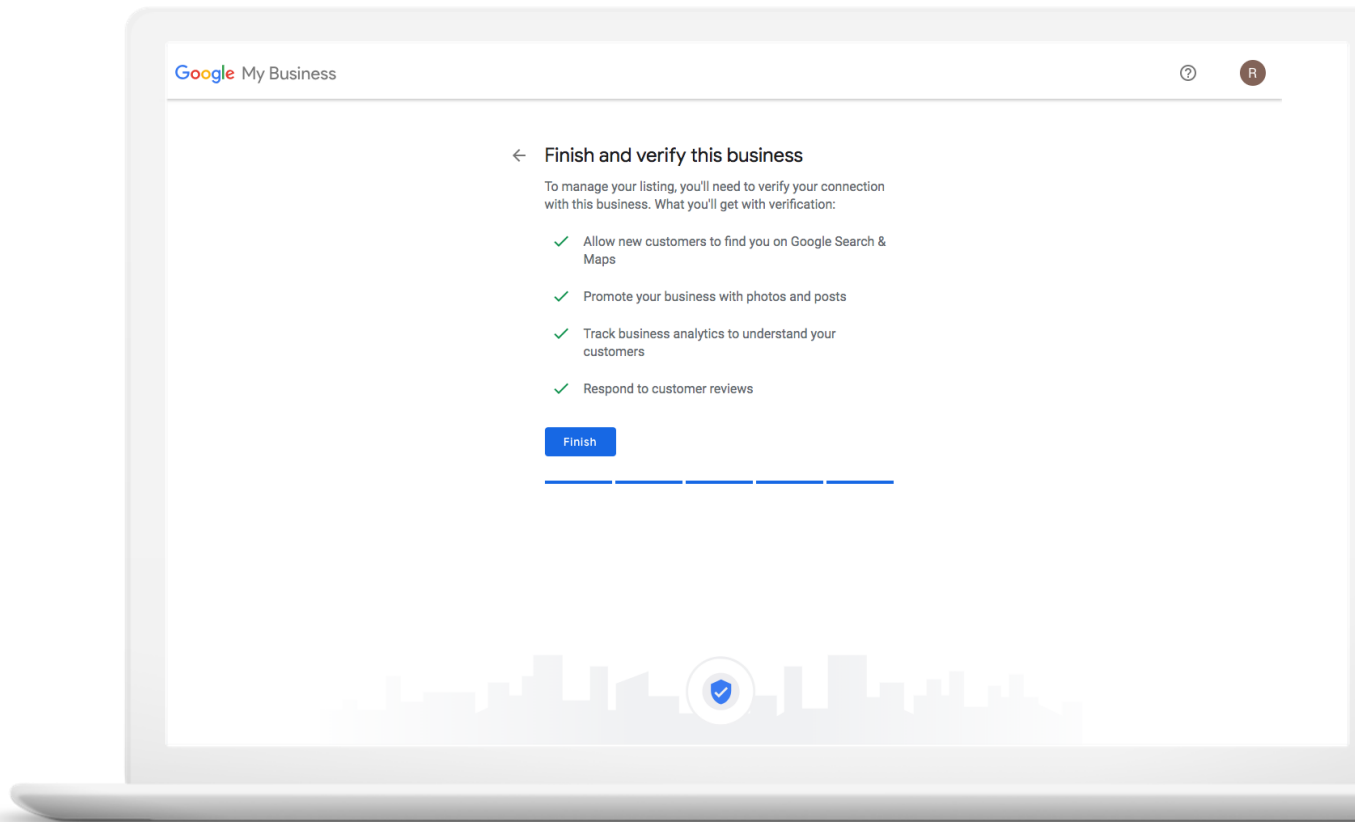 Google My Business
R
Finish and verify this business
To manage your listing, you'll need to verify your connection
with this business. What you'll get with verification:
Allow new customers to find you on Google Search &
Maps
Promote your business with photos and posts
Track business analytics to understand your
customers
Respond to customer reviews
Finish